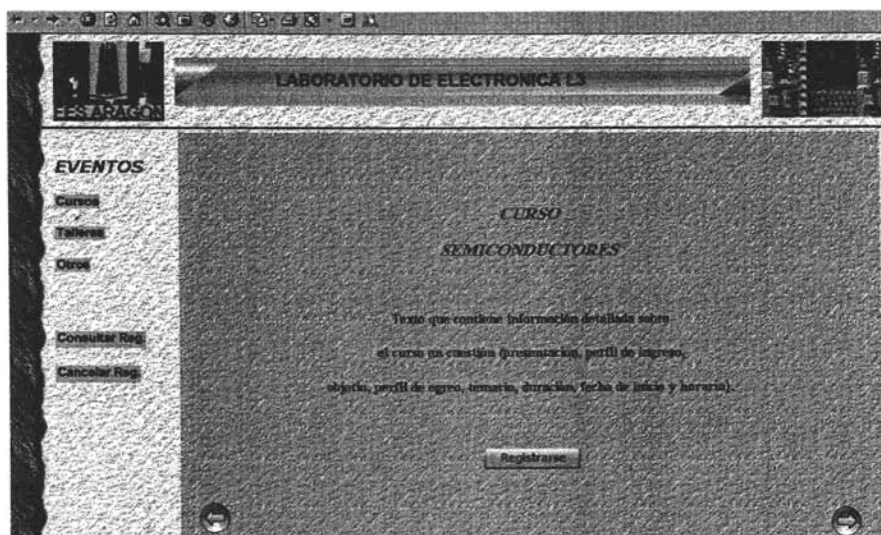 LABORATORIO DE ELECTRONICA L3
FES ARAGON
EVENTOS
Cursos
Talleres
Otros
Consultar Reg.
Cancelar Reg.
CURSO
SEMICONDUCTORES
Texto que contiene información detallada sobre
el curso en cuestión (presentación, perfil de ingreso,
objetio, perfil de egreo, temario, duración, fecha de inicio y horario).
Registrarse